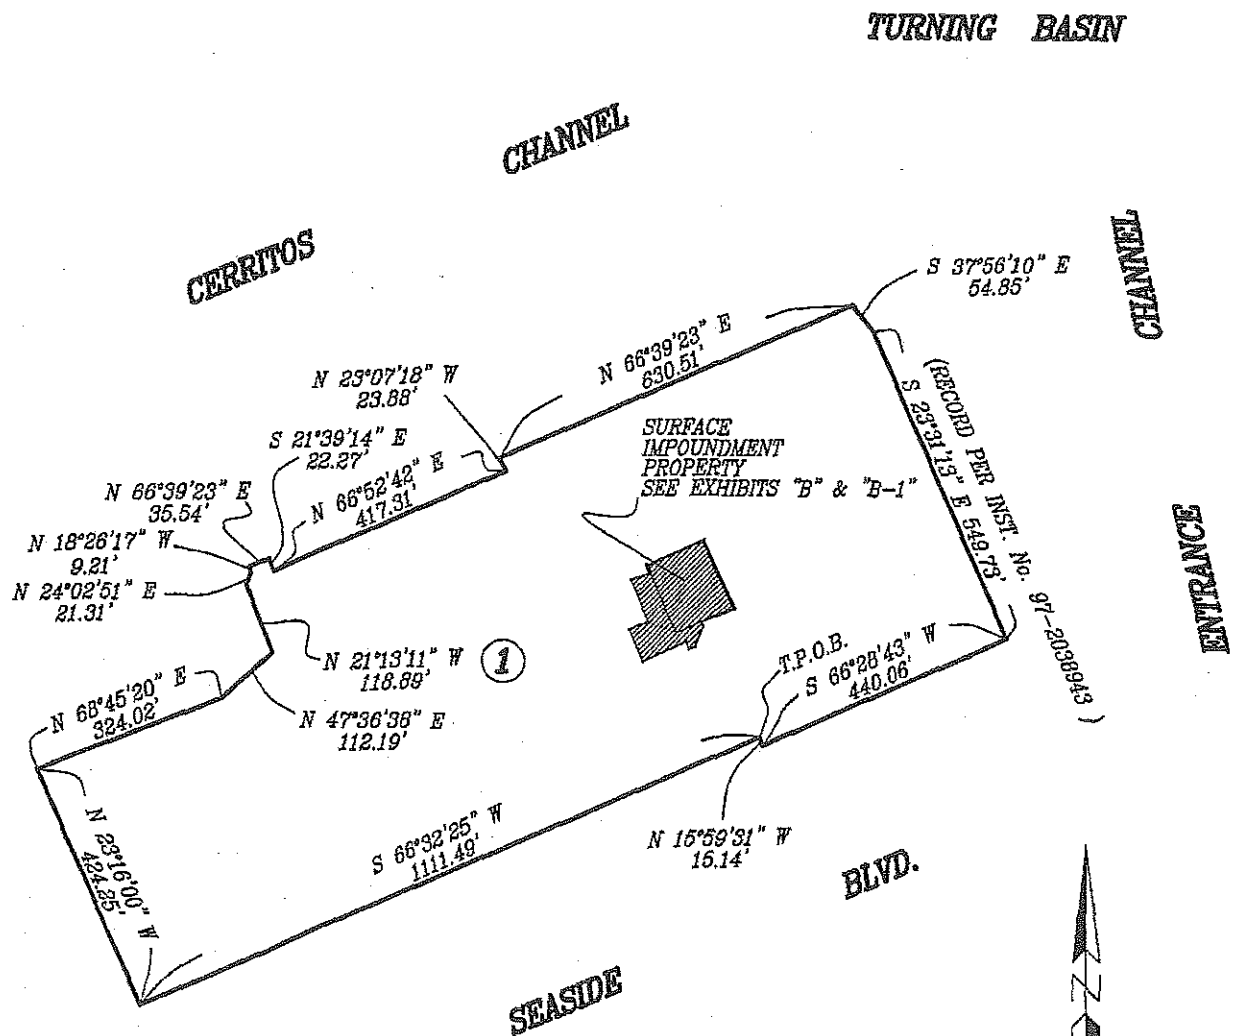 TURNING BASIN
CHANNEL
CERRITOS
CHANNEL
ENTRANCE
S 37°56'10" E
54.85'
N 66°39'23" E
630.51'
N 23°07'18" W
23.88'
S 21°39'14" E
22.27'
N 66°52'42" E
417.31'
N 66°39'23" E
35.54'
N 18°26'17" W
9.21'
N 24°02'51" E
21.31'
SURFACE
IMPOUNDMENT
PROPERTY
SEE EXHIBITS "B" & "B-1"
(RECORD PER INST. No. 97-2038943 )
S 23°31'13" E 549.73'
N 21°13'11" W
118.89'
1
N 68°45'20" E
324.02'
N 47°36'38" E
112.19'
T.P.O.B.
S 66°28'43" W
440.06'
N 23°16'00" W
424.25'
S 66°32'25" W
1111.49'
N 15°59'31" W
15.14'
BLVD.
SEASIDE
N